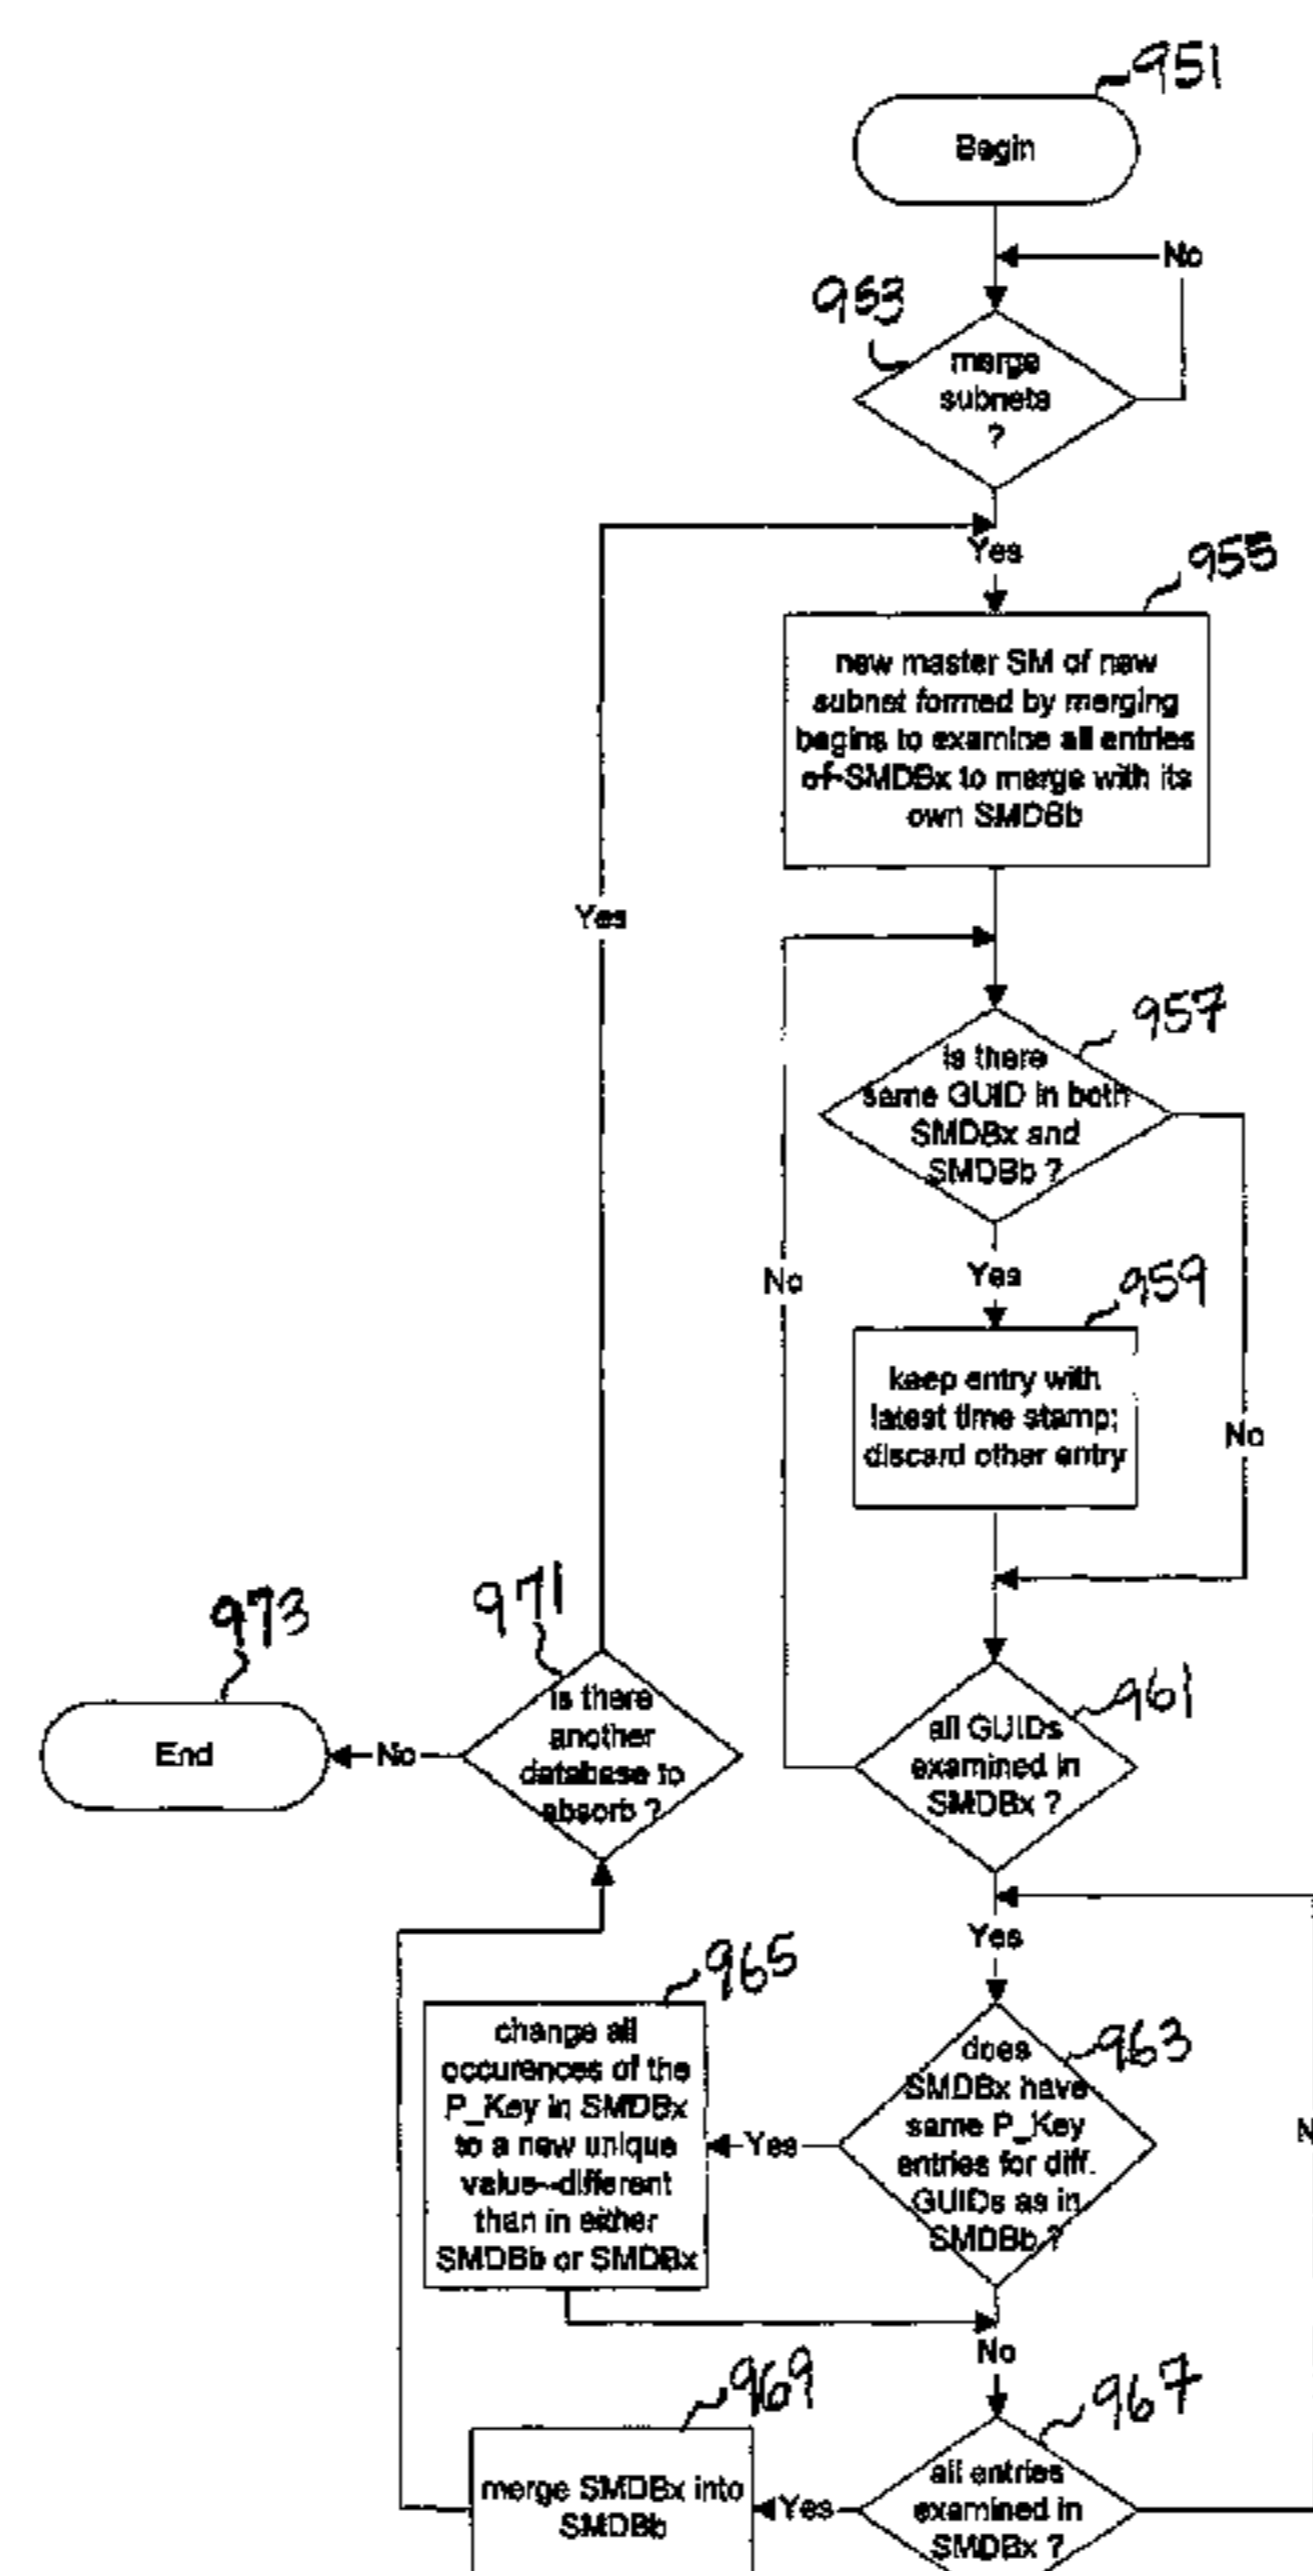 951
Begin
No
953
merge
subnets
?
Yes
955
new master SM of new
subnet formed by merging
begins to examine all entries
of SMDBx to merge with its
own SMDBb
Yes
957
is there
same GUID in both
SMDBx and
SMDBb ?
No
Yes
959
keep entry with
latest time stamp;
discard other entry
No
973
971
End
No
is there
another
database to
absorb ?
961
all GUIDs
examined in
SMDBx ?
Yes
965
change all
occurences of the
P_Key in SMDBx
to a new unique
value--different
than in either
SMDBb or SMDBx
Yes
963
does
SMDBx have
same P_Key
entries for diff.
GUIDs as in
SMDBb ?
No
969
merge SMDBx into
SMDBb
Yes
967
all entries
examined in
SMDBx ?